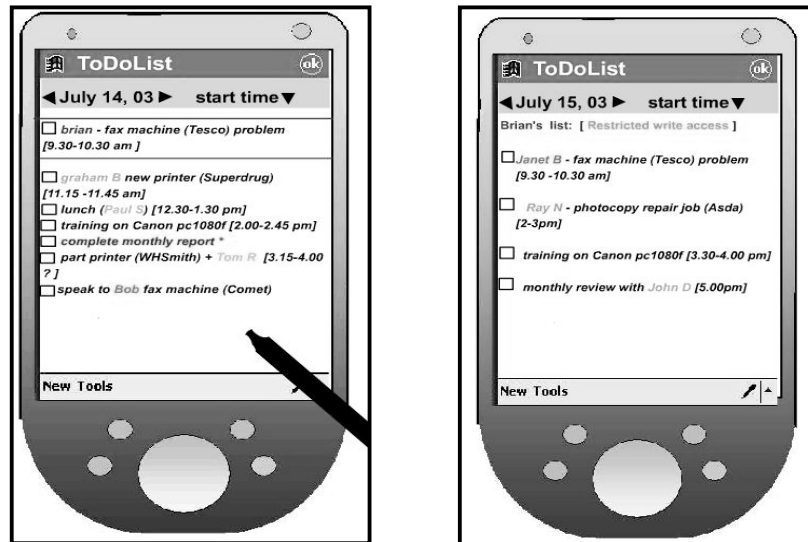 ToDoList
ok
July 14, 03 start time
brian - fax machine (Tesco) problem
[9.30-10.30 am ]
graham B new printer (Superdrug)
[11.15 -11.45 am]
lunch (Paul S) [12.30-1.30 pm]
training on Canon pc1080f [2.00-2.45 pm]
complete monthly report *
part printer (WHSmith) + Tom R [3.15-4.00
? ]
speak to Bob fax machine (Comet)
New Tools
ToDoList
ok
July 15, 03 start time
Brian's list: [ Restricted write access ]
Janet B - fax machine (Tesco) problem
[9.30 -10.30 am]
Ray N - photocopy repair job (Asda)
[2-3pm]
training on Canon pc1080f [3.30-4.00 pm]
monthly review with John D [5.00pm]
New Tools